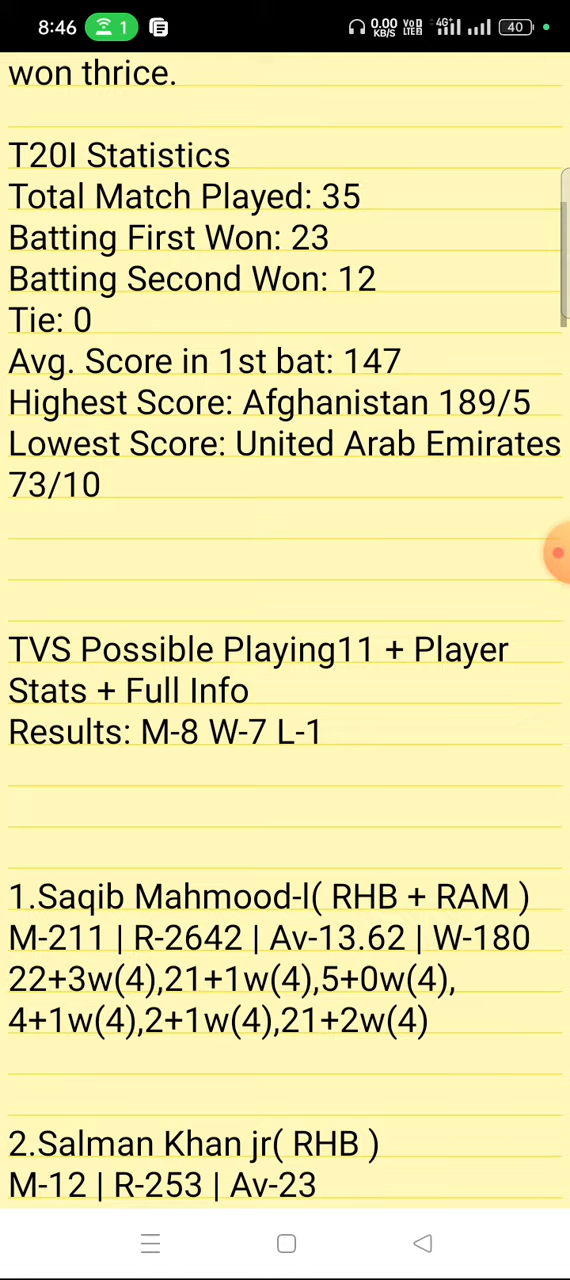 8:46 1 0.00 KB/S VoD LTE2 4G+ 40
won thrice.
T20I Statistics
Total Match Played: 35
Batting First Won: 23
Batting Second Won: 12
Tie: 0
Avg. Score in 1st bat: 147
Highest Score: Afghanistan 189/5
Lowest Score: United Arab Emirates
73/10
TVS Possible Playing11 + Player
Stats + Full Info
Results: M-8 W-7 L-1
1.Saqib Mahmood-l( RHB + RAM )
M-211 | R-2642 | Av-13.62 | W-180
22+3w(4),21+1w(4),5+0w(4),
4+1w(4),2+1w(4),21+2w(4)
2.Salman Khan jr( RHB )
M-12 | R-253 | Av-23